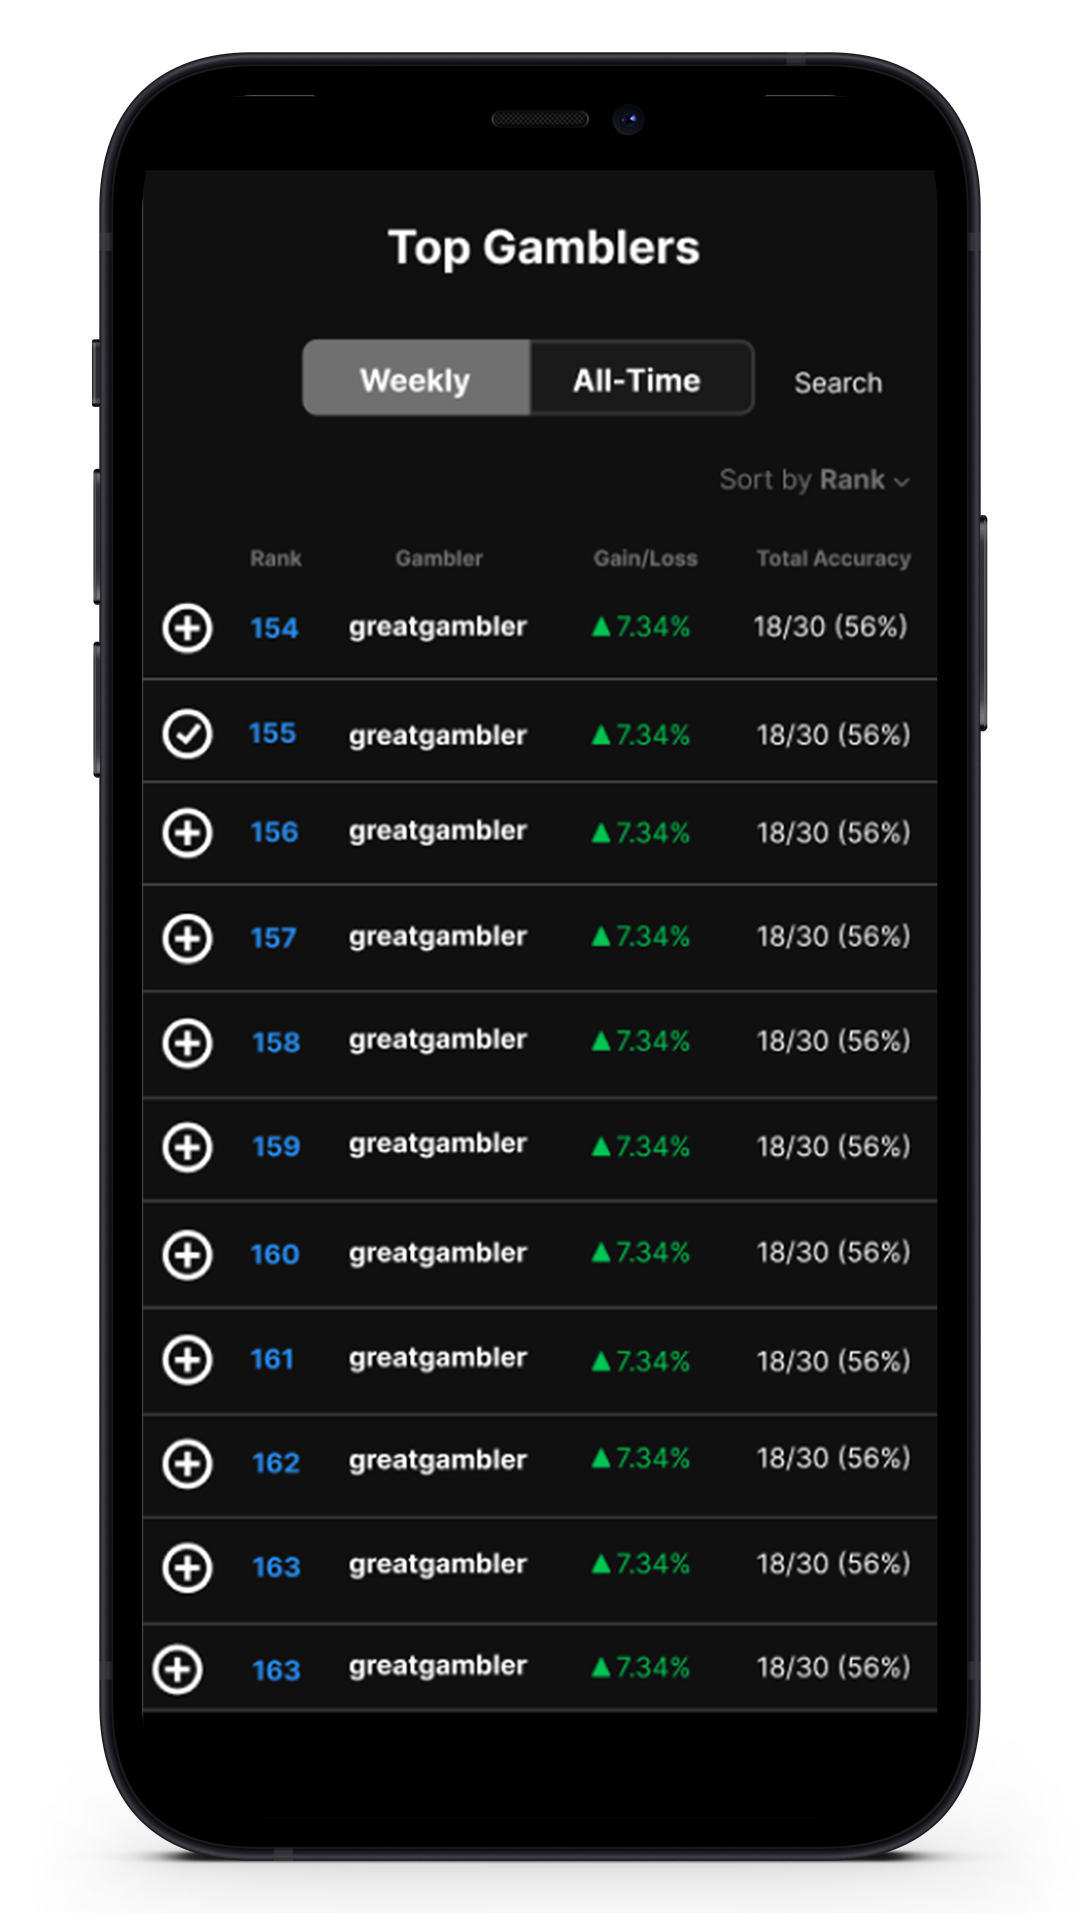 Top Gamblers
Weekly All-Time Search
Sort by Rank
Rank Gambler Gain/Loss Total Accuracy
154 greatgambler ▲7.34% 18/30 (56%)
155 greatgambler ▲7.34% 18/30 (56%)
156 greatgambler ▲7.34% 18/30 (56%)
157 greatgambler ▲7.34% 18/30 (56%)
158 greatgambler ▲7.34% 18/30 (56%)
159 greatgambler ▲7.34% 18/30 (56%)
160 greatgambler ▲7.34% 18/30 (56%)
161 greatgambler ▲7.34% 18/30 (56%)
162 greatgambler ▲7.34% 18/30 (56%)
163 greatgambler ▲7.34% 18/30 (56%)
163 greatgambler ▲7.34% 18/30 (56%)